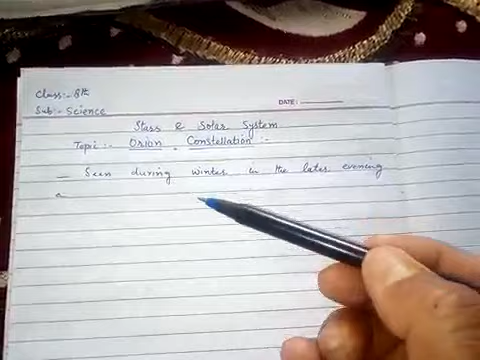 Class:- 8th
Sub:- Science
DATE: 
Stars & Solar System
Topic :- Orion Constellation :-
— Seen during winter in the late evening
a